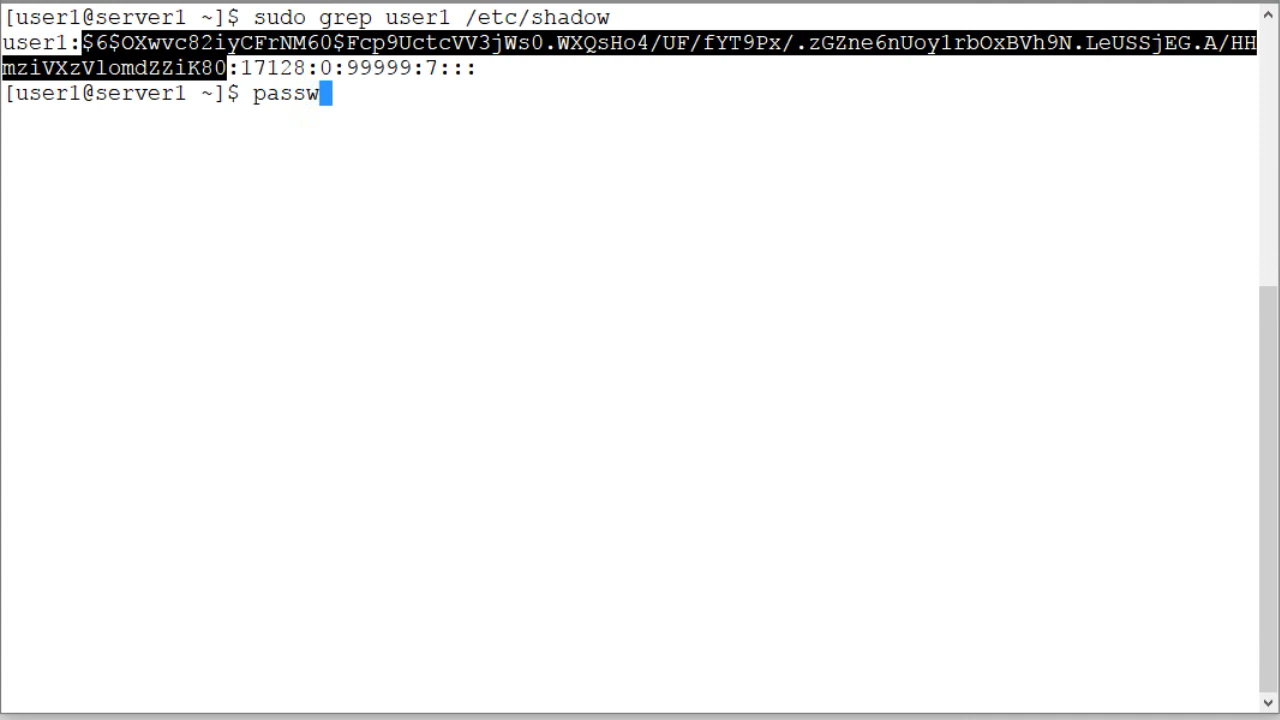 [user1@server1 ~]$ sudo grep user1 /etc/shadow
user1:$6$OXwvc82iyCFrNM60$Fcp9UctcVV3jWs0.WXQsHo4/UF/fYT9Px/.zGZne6nUoy1rbOxBVh9N.LeUSSjEG.A/HH
mziVXzVlomdZZiK80:17128:0:99999:7:::
[user1@server1 ~]$ passw